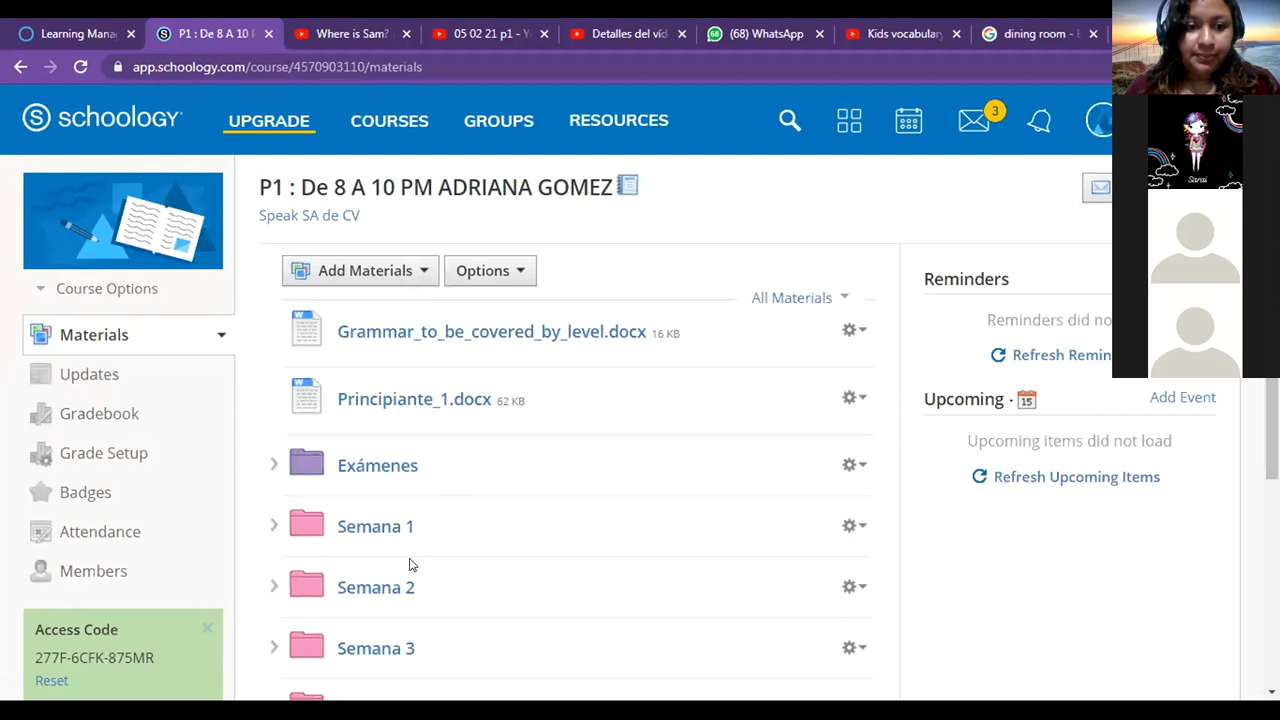 Learning Mana
P1 : De 8 A 10 P
Where is Sam?
05 02 21 p1 - Y
Detalles del víd
(68) WhatsApp
Kids vocabular
dining room -
app.schoology.com/course/4570903110/materials
S schoology
UPGRADE
COURSES
GROUPS
RESOURCES
3
Sarai
P1 : De 8 A 10 PM ADRIANA GOMEZ
Speak SA de CV
Course Options
Materials
Updates
Gradebook
Grade Setup
Badges
Attendance
Members
Access Code
277F-6CFK-875MR
Reset
Add Materials
Options
All Materials
Grammar_to_be_covered_by_level.docx 16 KB
Principiante_1.docx 62 KB
Exámenes
Semana 1
Semana 2
Semana 3
Reminders
Reminders did no
Refresh Remin
Upcoming · 15
Add Event
Upcoming items did not load
Refresh Upcoming Items